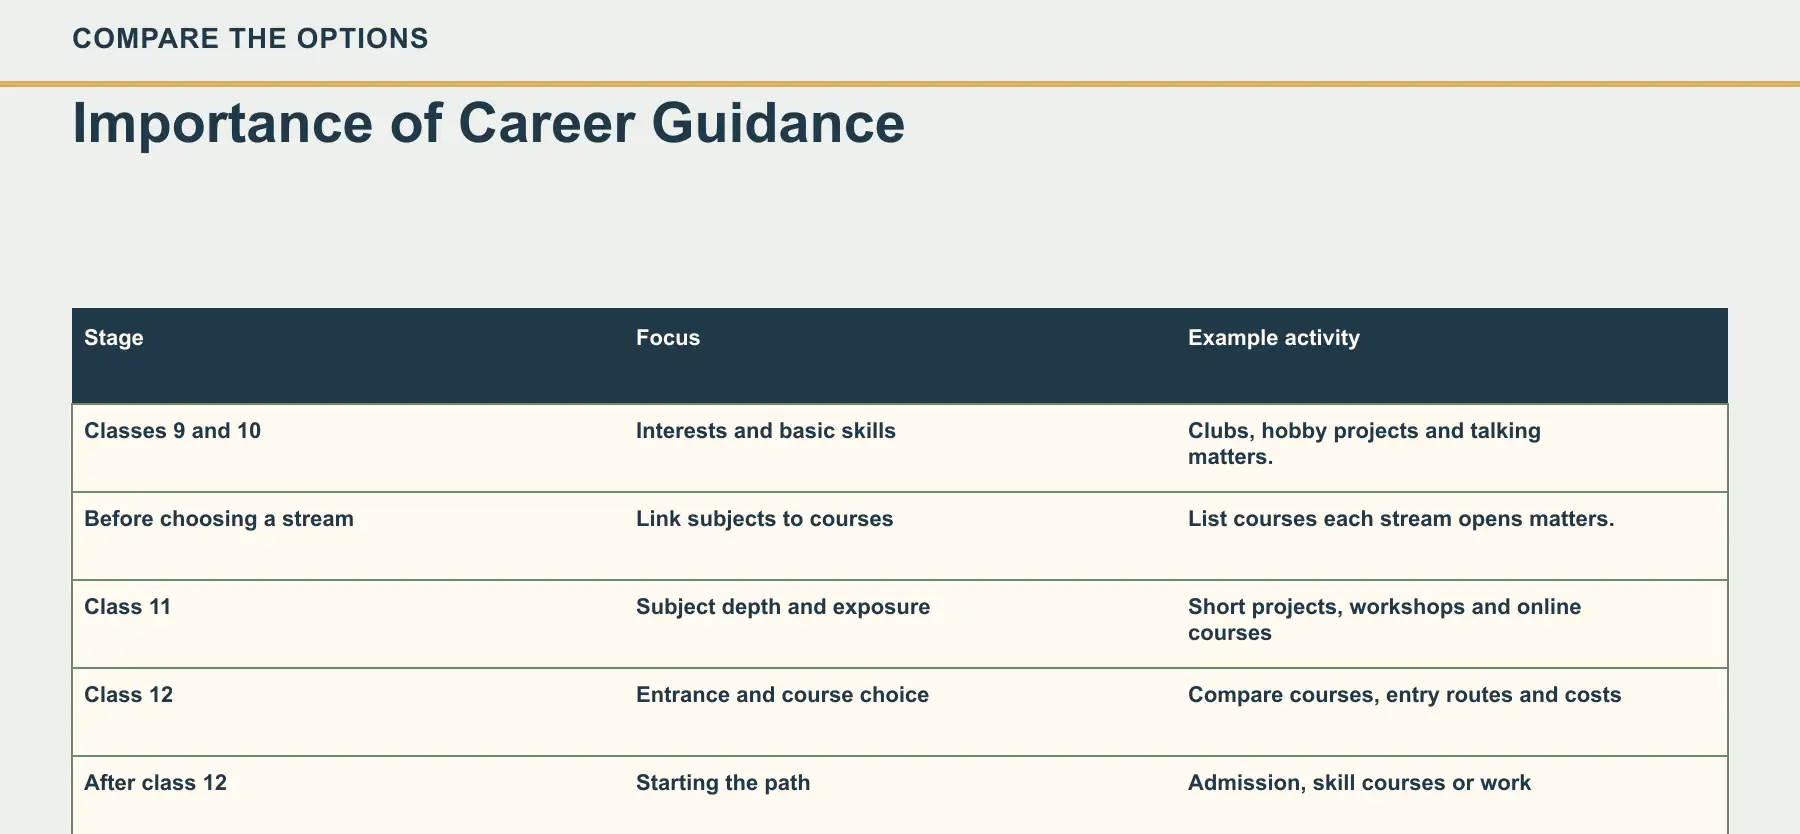 COMPARE THE OPTIONS
Importance of Career Guidance
Stage Focus Example activity
Classes 9 and 10 Interests and basic skills Clubs, hobby projects and talking
matters.
Before choosing a stream Link subjects to courses List courses each stream opens matters.
Class 11 Subject depth and exposure Short projects, workshops and online
courses
Class 12 Entrance and course choice Compare courses, entry routes and costs
After class 12 Starting the path Admission, skill courses or work